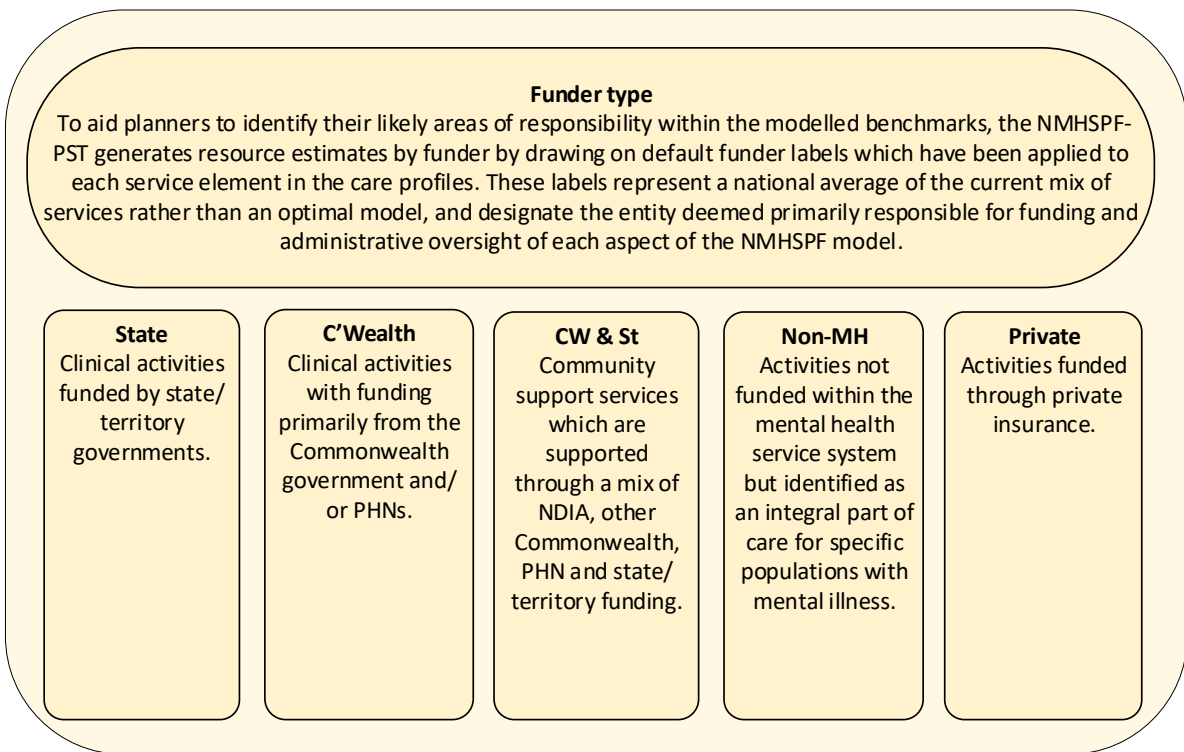 Funder type
To aid planners to identify their likely areas of responsibility within the modelled benchmarks, the NMHSPF-
PST generates resource estimates by funder by drawing on default funder labels which have been applied to
each service element in the care profiles. These labels represent a national average of the current mix of
services rather than an optimal model, and designate the entity deemed primarily responsible for funding and
administrative oversight of each aspect of the NMHSPF model.
State
Clinical activities
funded by state/
territory
governments.
C’Wealth
Clinical activities
with funding
primarily from the
Commonwealth
government and/
or PHNs.
CW & St
Community
support services
which are
supported
through a mix of
NDIA, other
Commonwealth,
PHN and state/
territory funding.
Non-MH
Activities not
funded within the
mental health
service system
but identified as
an integral part of
care for specific
populations with
mental illness.
Private
Activities funded
through private
insurance.